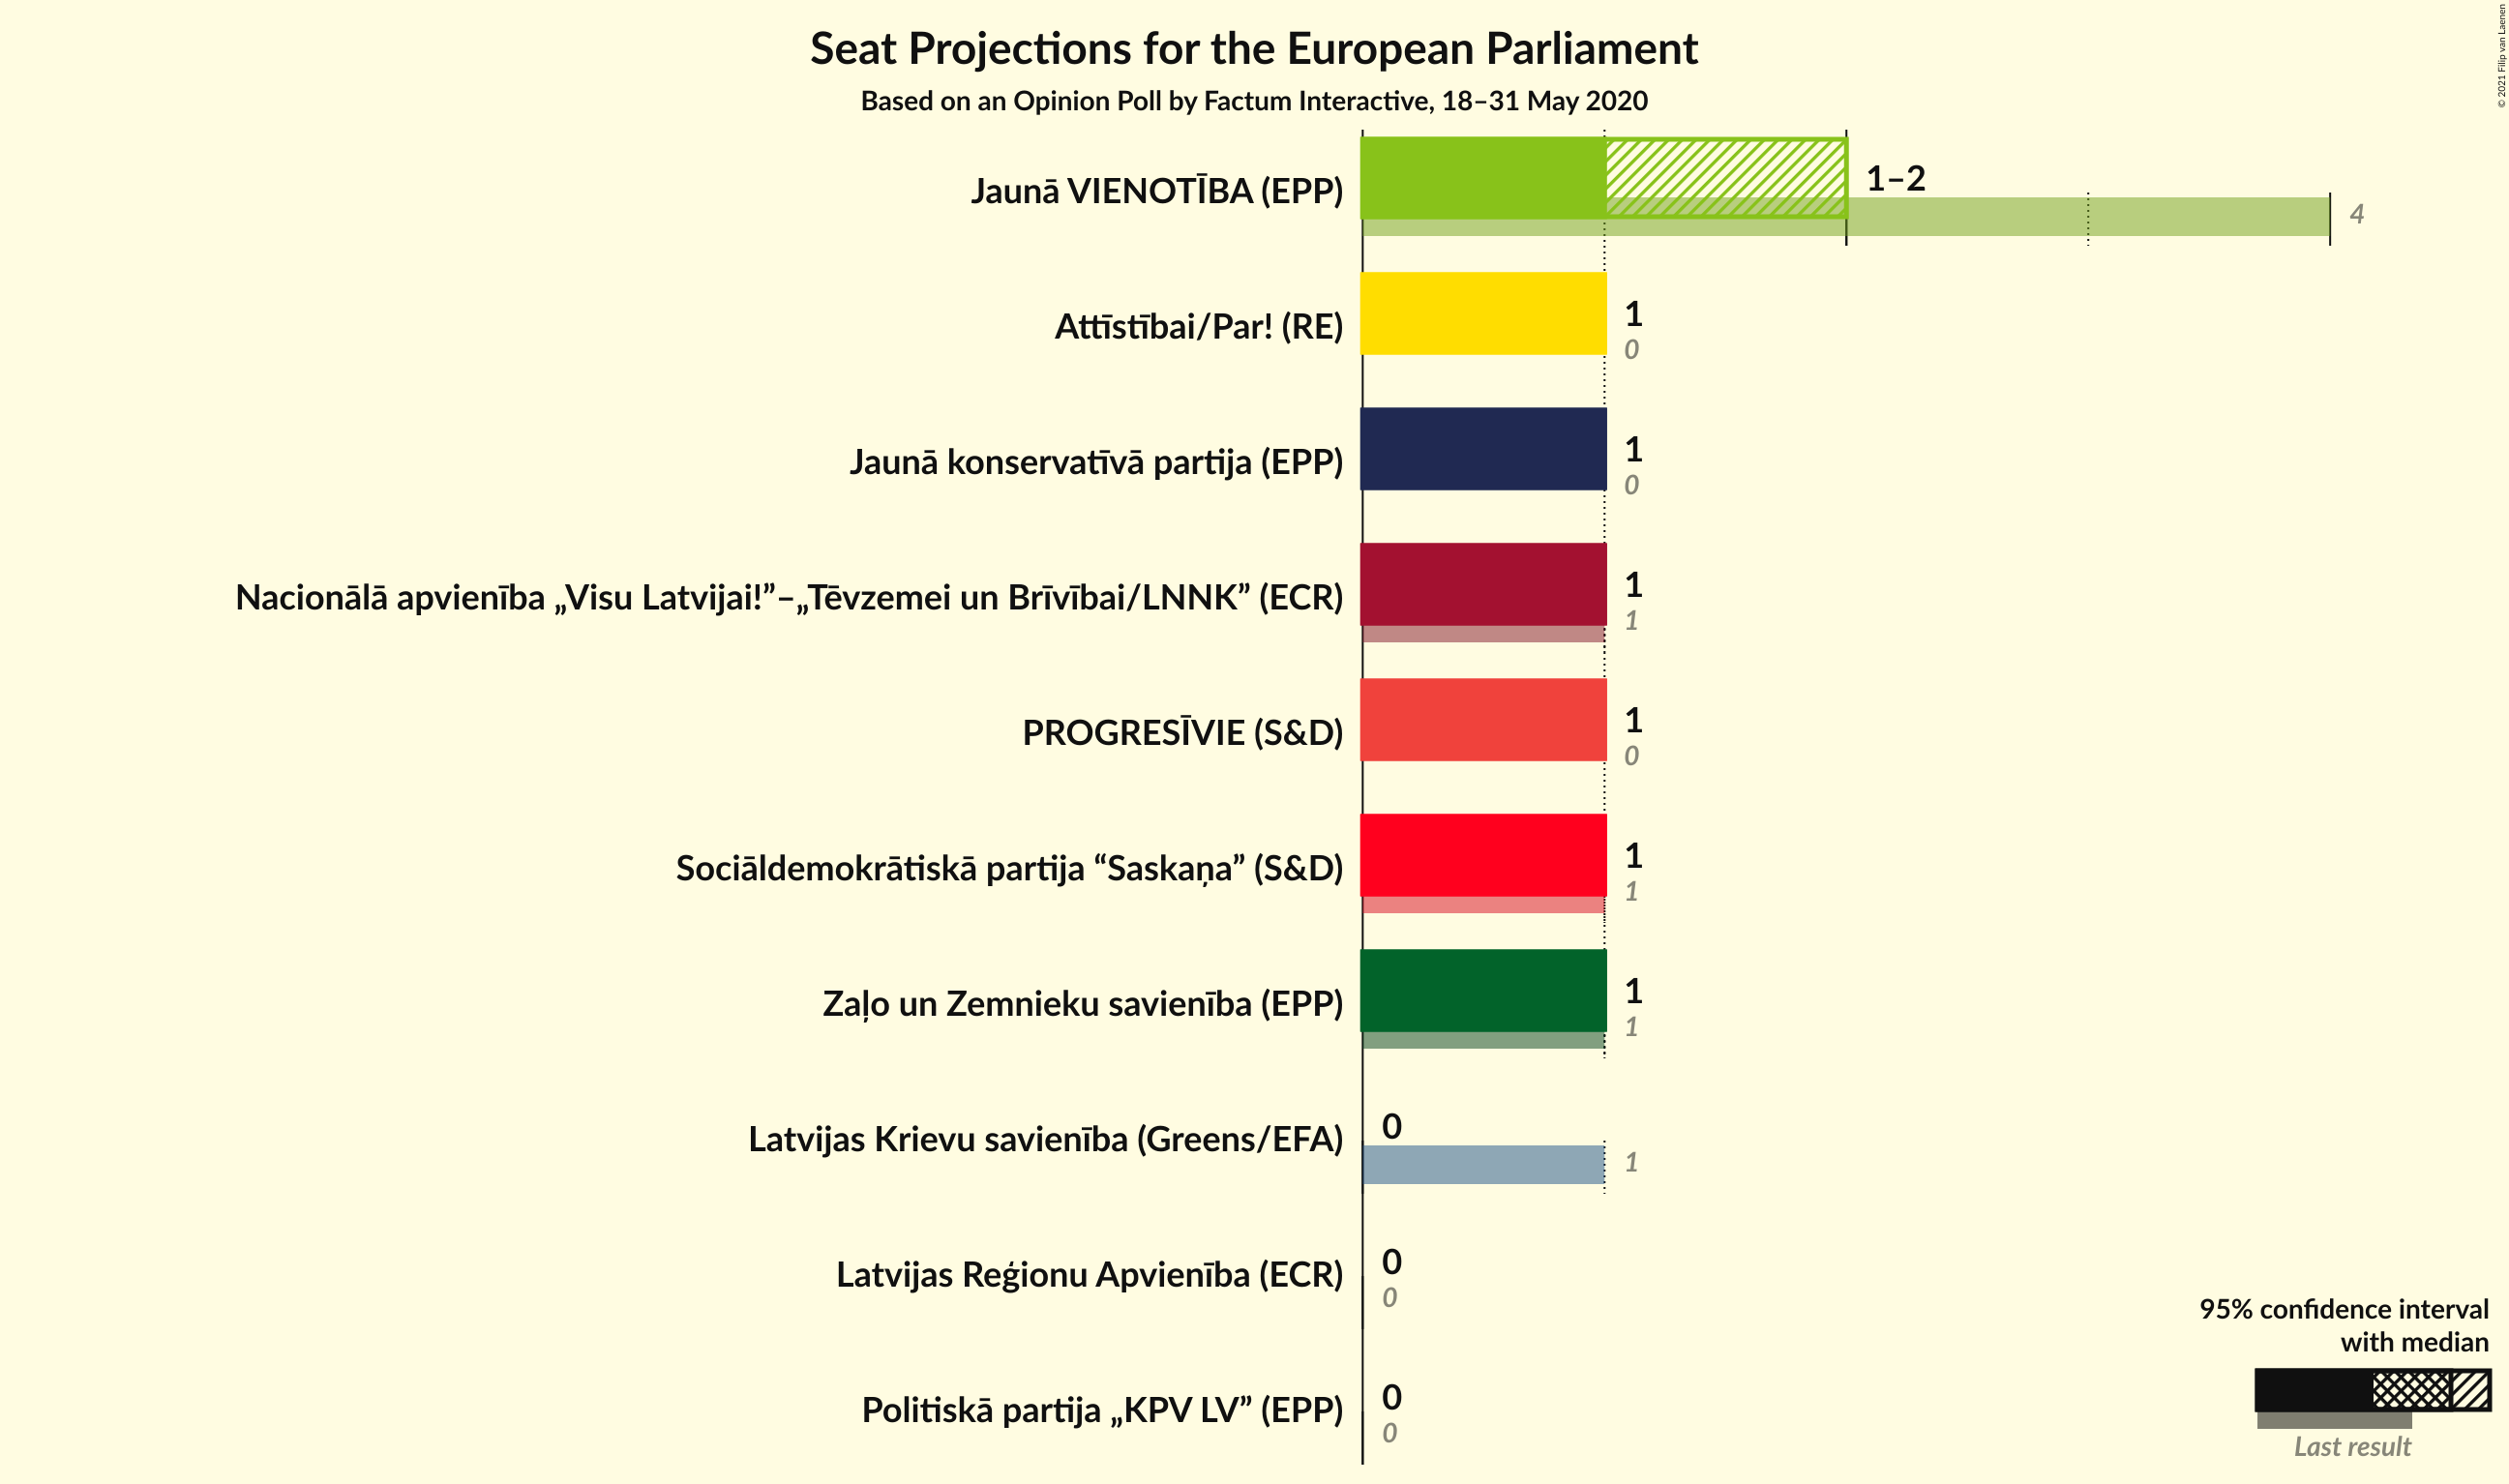 Seat Projections for the European Parliament
Based on an Opinion Poll by Factum Interactive, 18–31 May 2020
© 2021 Filip van Laenen
Jaunā VIENOTĪBA (EPP)
1–2
4
Attīstībai/Par! (RE)
1
0
Jaunā konservatīvā partija (EPP)
1
0
Nacionālā apvienība „Visu Latvijai!”–„Tēvzemei un Brīvībai/LNNK” (ECR)
1
1
PROGRESĪVIE (S&D)
1
0
Sociāldemokrātiskā partija “Saskaņa” (S&D)
1
1
Zaļo un Zemnieku savienība (EPP)
1
1
Latvijas Krievu savienība (Greens/EFA)
0
1
Latvijas Reģionu Apvienība (ECR)
0
0
Politiskā partija „KPV LV” (EPP)
0
0
95% confidence interval
with median
Last result